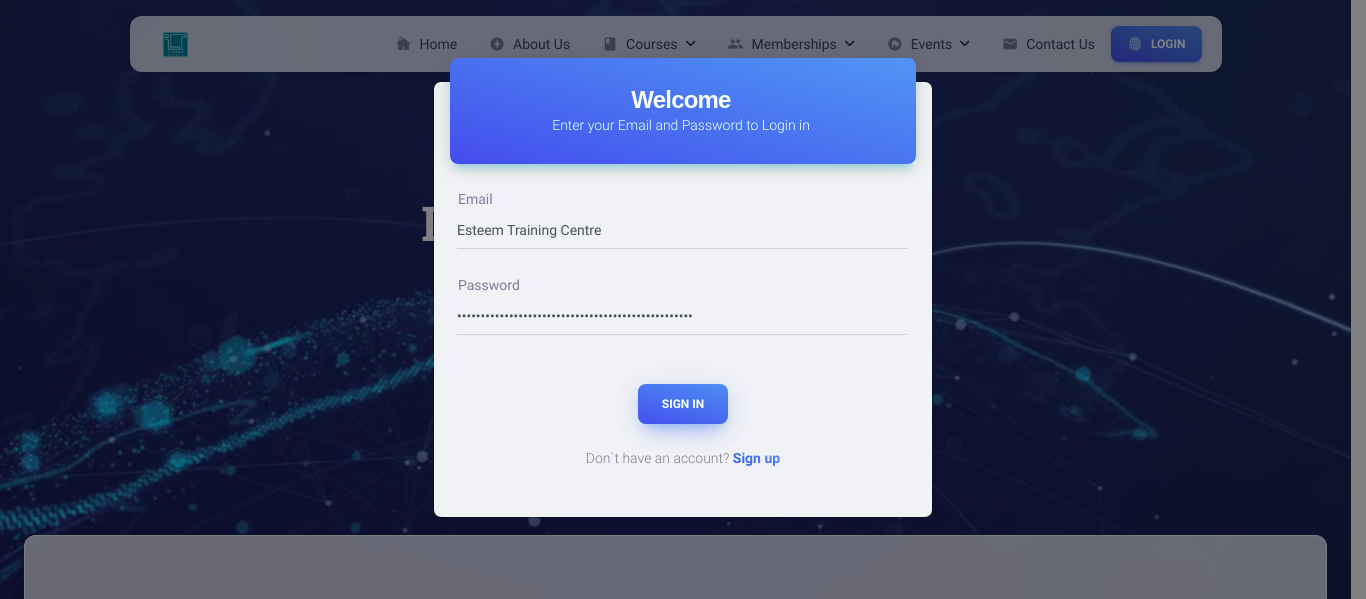 Home About Us Courses Memberships Events Contact Us LOGIN
Welcome
Enter your Email and Password to Login in
Email
Esteem Training Centre
Password
••••••••••••••••••••••••••••••••••••••••••••••••••
SIGN IN
Don`t have an account? Sign up